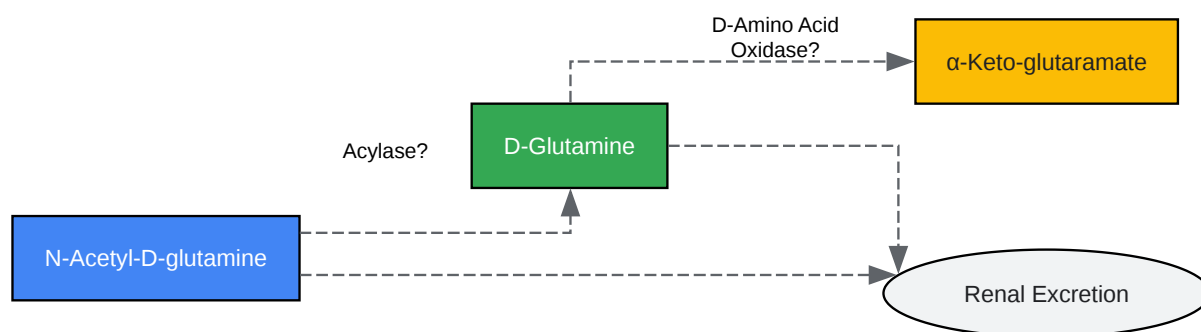 D-Amino Acid
Oxidase?
α-Keto-glutaramate
D-Glutamine
Acylase?
N-Acetyl-D-glutamine
Renal Excretion